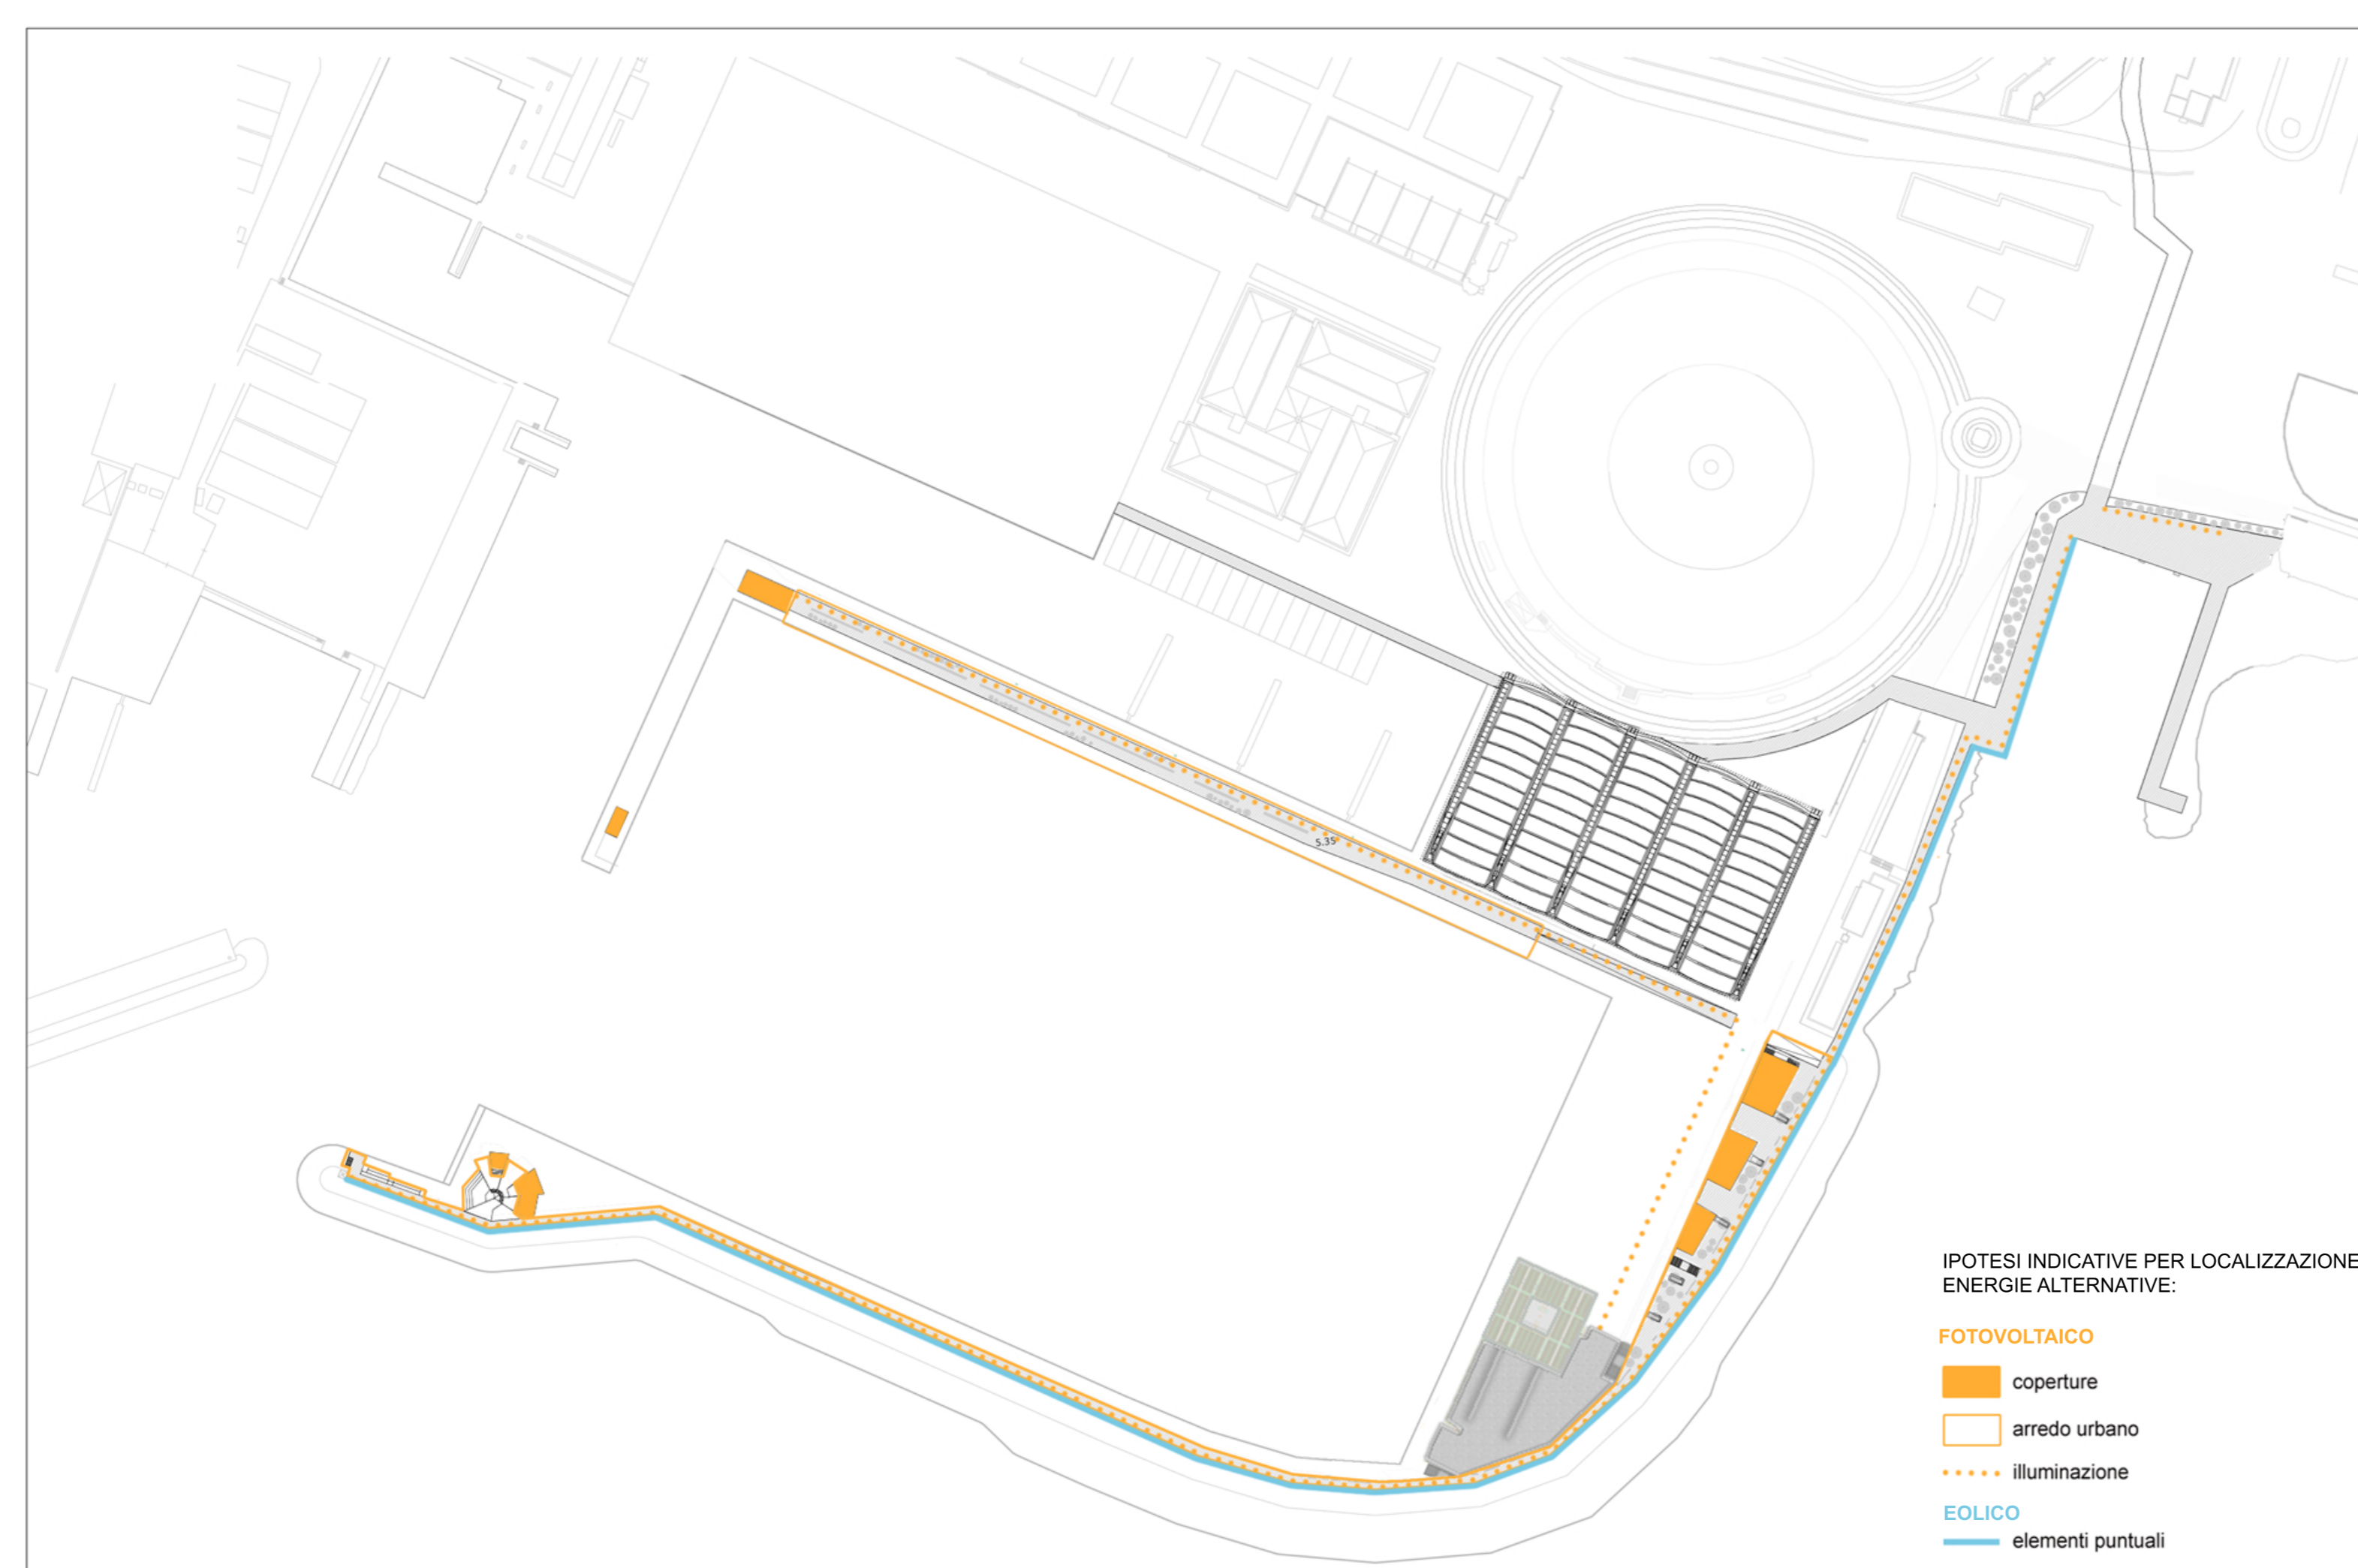 5.35
IPOTESI INDICATIVE PER LOCALIZZAZIONE
ENERGIE ALTERNATIVE:
FOTOVOLTAICO
coperture
arredo urbano
illuminazione
EOLICO
elementi puntuali